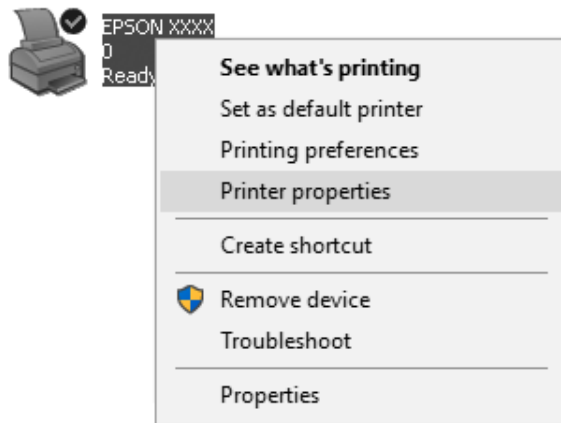 EPSON XXXX
0
Ready
See what's printing
Set as default printer
Printing preferences
Printer properties
Create shortcut
Remove device
Troubleshoot
Properties